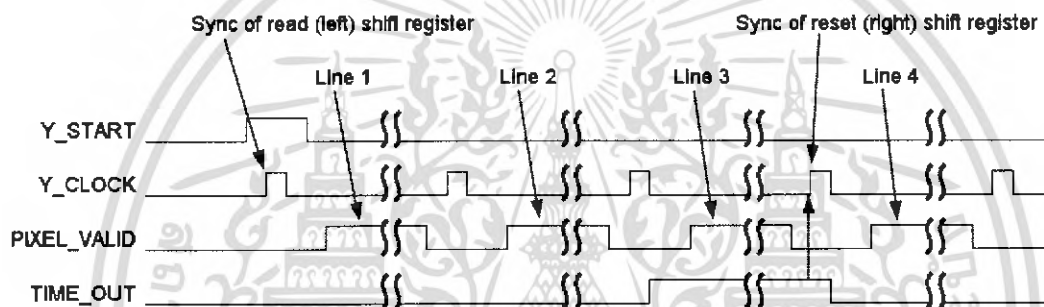 Sync of read (left) shift register
Sync of reset (right) shift register
Line 1
Line 2
Line 3
Line 4
Y_START
Y_CLOCK
PIXEL_VALID
TIME_OUT